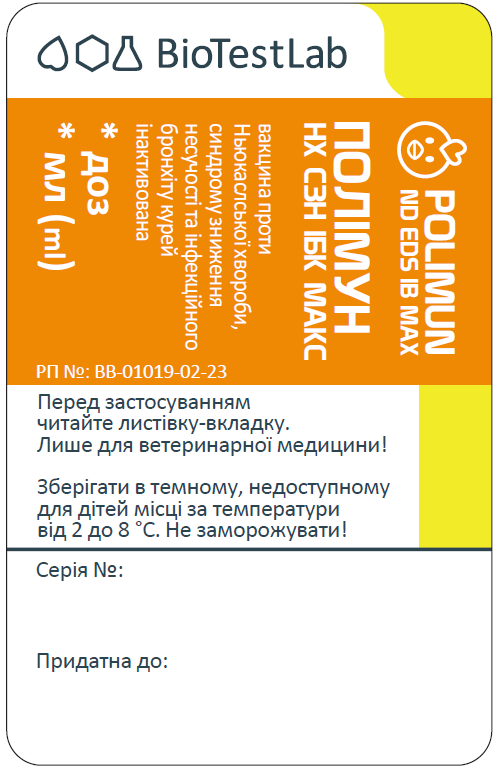 BioTestLab
POLIMUN
ND EDS IB MAX
ПОЛІМУН
НХ СЗН ІБК МАКС
вакцина проти
Ньюкаслської хвороби,
синдрому зниження
несучості та інфекційного
бронхіту курей
інактивована
* доз
* мл (ml)
РП №: ВВ-01019-02-23
Перед застосуванням
читайте листівку-вкладку.
Лише для ветеринарної медицини!
Зберігати в темному, недоступному
для дітей місці за температури
від 2 до 8 °С. Не заморожувати!
Серія №:
Придатна до: